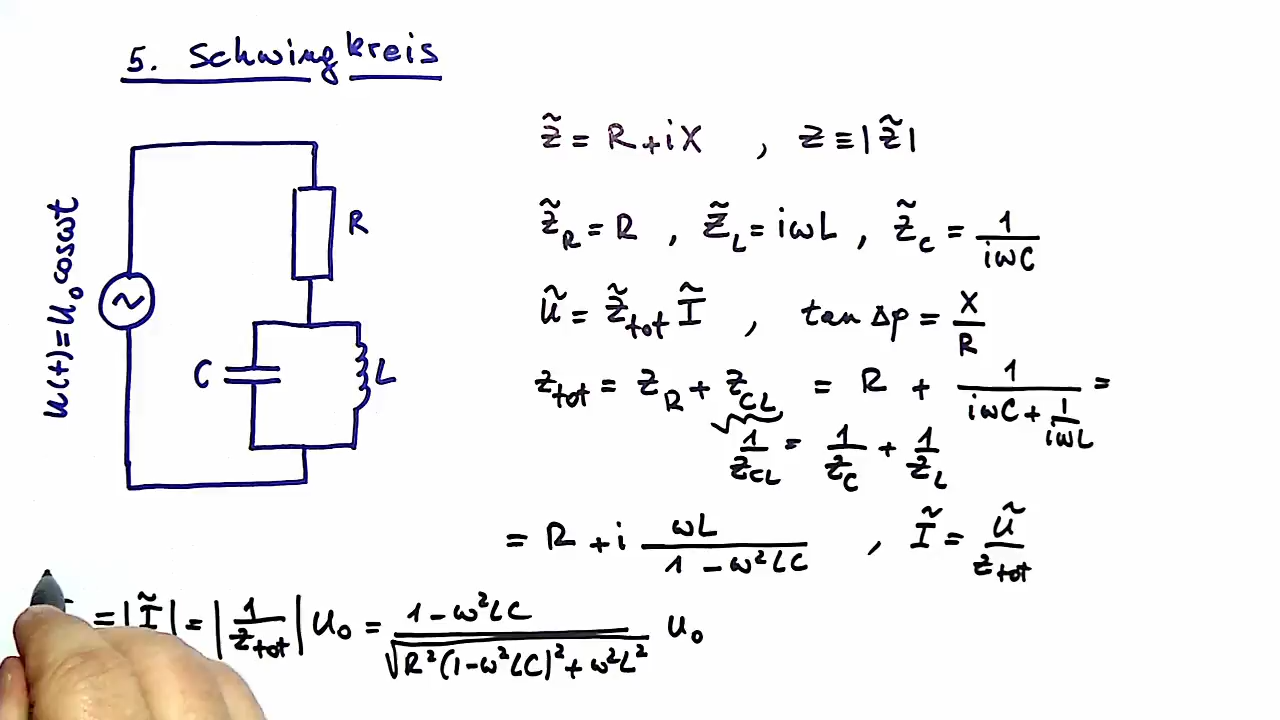 5. Schwingkreis
u(t) = u₀ cos ωt
R
C
L
z̃ = R + iX , z ≡ |z̃|
z̃_R = R , z̃_L = iωL , z̃_C = 1/(iωC)
ũ = z̃_tot Ĩ , tan Δφ = X/R
z_tot = z_R + z_CL = R + 1/(iωC + 1/(iωL)) =
1/z_CL = 1/z_C + 1/z_L
= R + i ωL/(1 - ω²LC) , Ĩ = ũ/z_tot
= |Ĩ| = |1/z_tot| u₀ = (1 - ω²LC)/√(R²(1-ω²LC)² + ω²L²) u₀